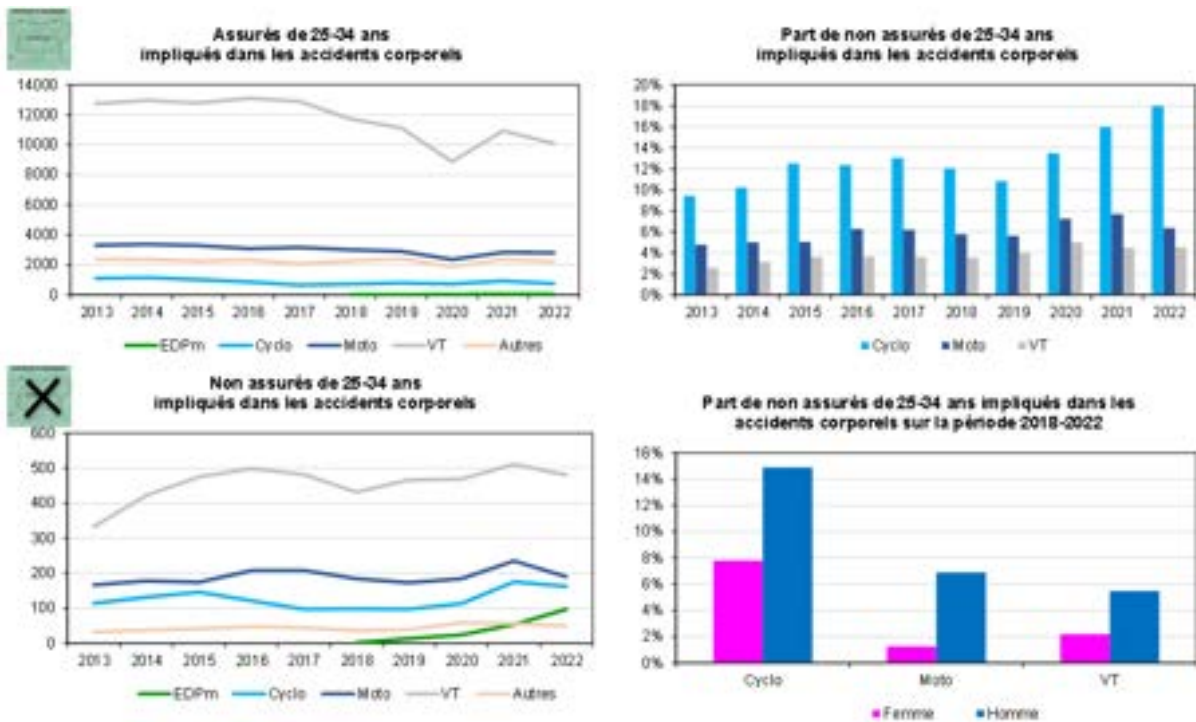 Assurés de 25-34 ans
impliqués dans les accidents corporels
14000
12000
10000
8000
6000
4000
2000
0
2013 2014 2015 2016 2017 2018 2019 2020 2021 2022
EDPm Cyclo Moto VT Autres
Part de non assurés de 25-34 ans
impliqués dans les accidents corporels
20%
18%
16%
14%
12%
10%
8%
6%
4%
2%
0%
2013 2014 2015 2016 2017 2018 2019 2020 2021 2022
Cyclo Moto VT
Non assurés de 25-34 ans
impliqués dans les accidents corporels
600
500
400
300
200
100
0
2013 2014 2015 2016 2017 2018 2019 2020 2021 2022
EDPm Cyclo Moto VT Autres
Part de non assurés de 25-34 ans impliqués dans les
accidents corporels sur la période 2018-2022
16%
14%
12%
10%
8%
6%
4%
2%
0%
Cyclo Moto VT
Femme Homme